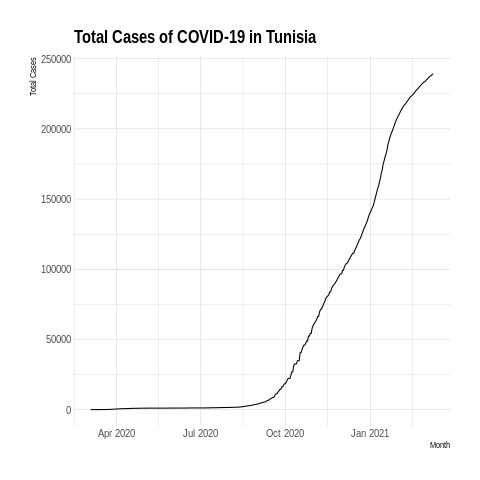 Total Cases of COVID-19 in Tunisia
Total Cases
250000
200000
150000
100000
50000
0
Apr 2020
Jul 2020
Oct 2020
Jan 2021
Month